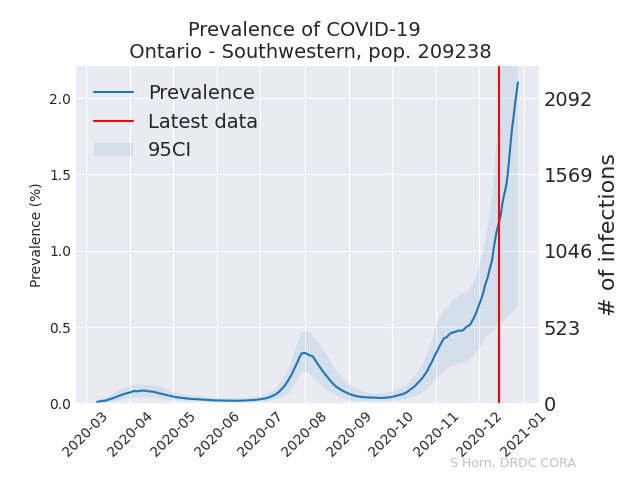 Prevalence of COVID-19
Ontario - Southwestern, pop. 209238
Prevalence
Latest data
95CI
Prevalence (%)
2.0
1.5
1.0
0.5
0.0
2092
1569
1046
523
0
# of infections
2020-03
2020-04
2020-05
2020-06
2020-07
2020-08
2020-09
2020-10
2020-11
2020-12
2021-01
S Horn, DRDC CORA